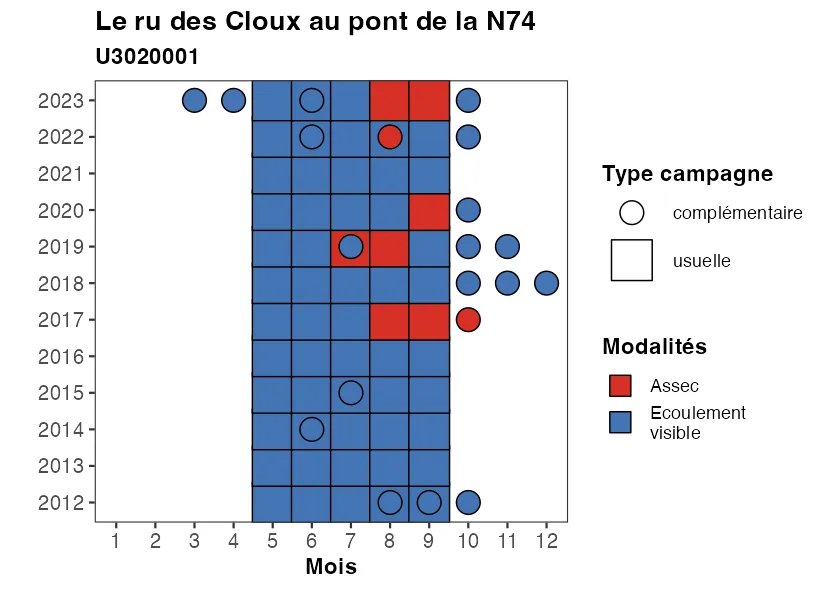 Le ru des Cloux au pont de la N74
U3020001
2023
2022
2021
2020
2019
2018
2017
2016
2015
2014
2013
2012
1 2 3 4 5 6 7 8 9 10 11 12
Mois
Type campagne
complémentaire
usuelle
Modalités
Assec
Ecoulement
visible